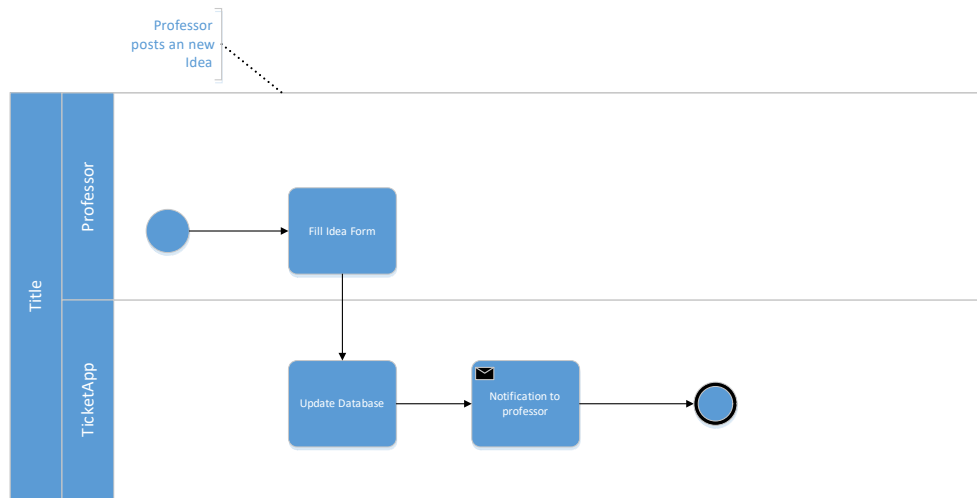 Professor
posts an new
Idea
Title
Professor
Fill Idea Form
TicketApp
Update Database
Notification to
professor